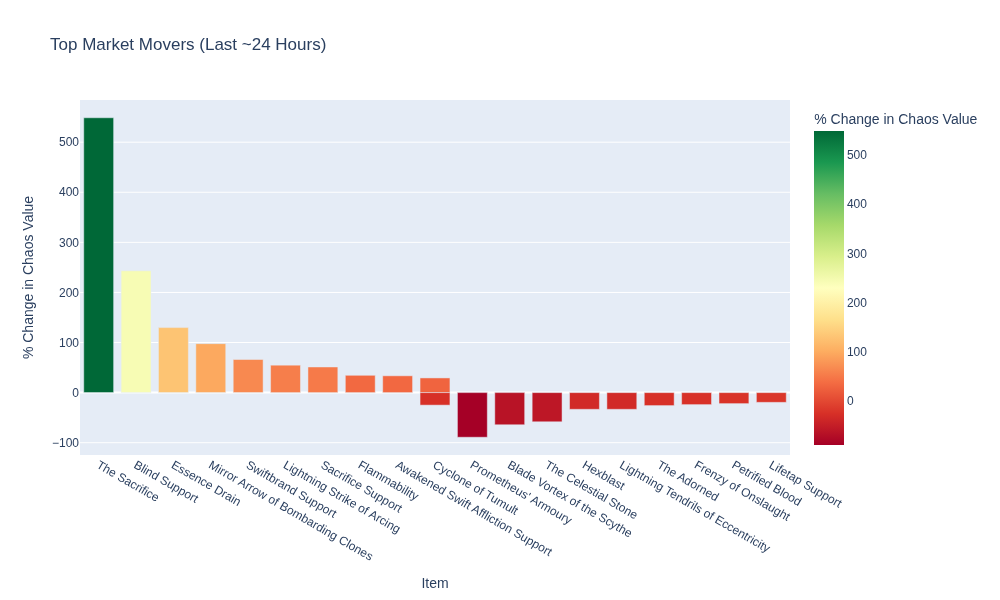 Top Market Movers (Last ~24 Hours)
% Change in Chaos Value
500
400
300
200
100
0
−100
% Change in Chaos Value
500
400
300
200
100
0
The Sacrifice
Blind Support
Essence Drain
Mirror Arrow of Bombarding Clones
Swiftbrand Support
Lightning Strike of Arcing
Sacrifice Support
Flammability
Awakened Swift Affliction Support
Cyclone of Tumult
Prometheus' Armoury
Blade Vortex of the Scythe
The Celestial Stone
Hexblast
Lightning Tendrils of Eccentricity
The Adorned
Frenzy of Onslaught
Petrified Blood
Lifetap Support
Item